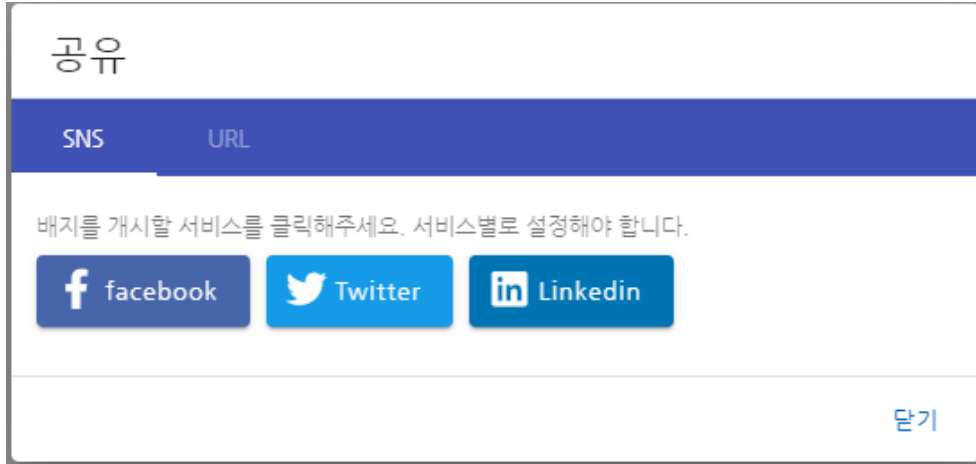 공유
SNS URL
배지를 개시할 서비스를 클릭해주세요. 서비스별로 설정해야 합니다.
facebook Twitter Linkedin
닫기